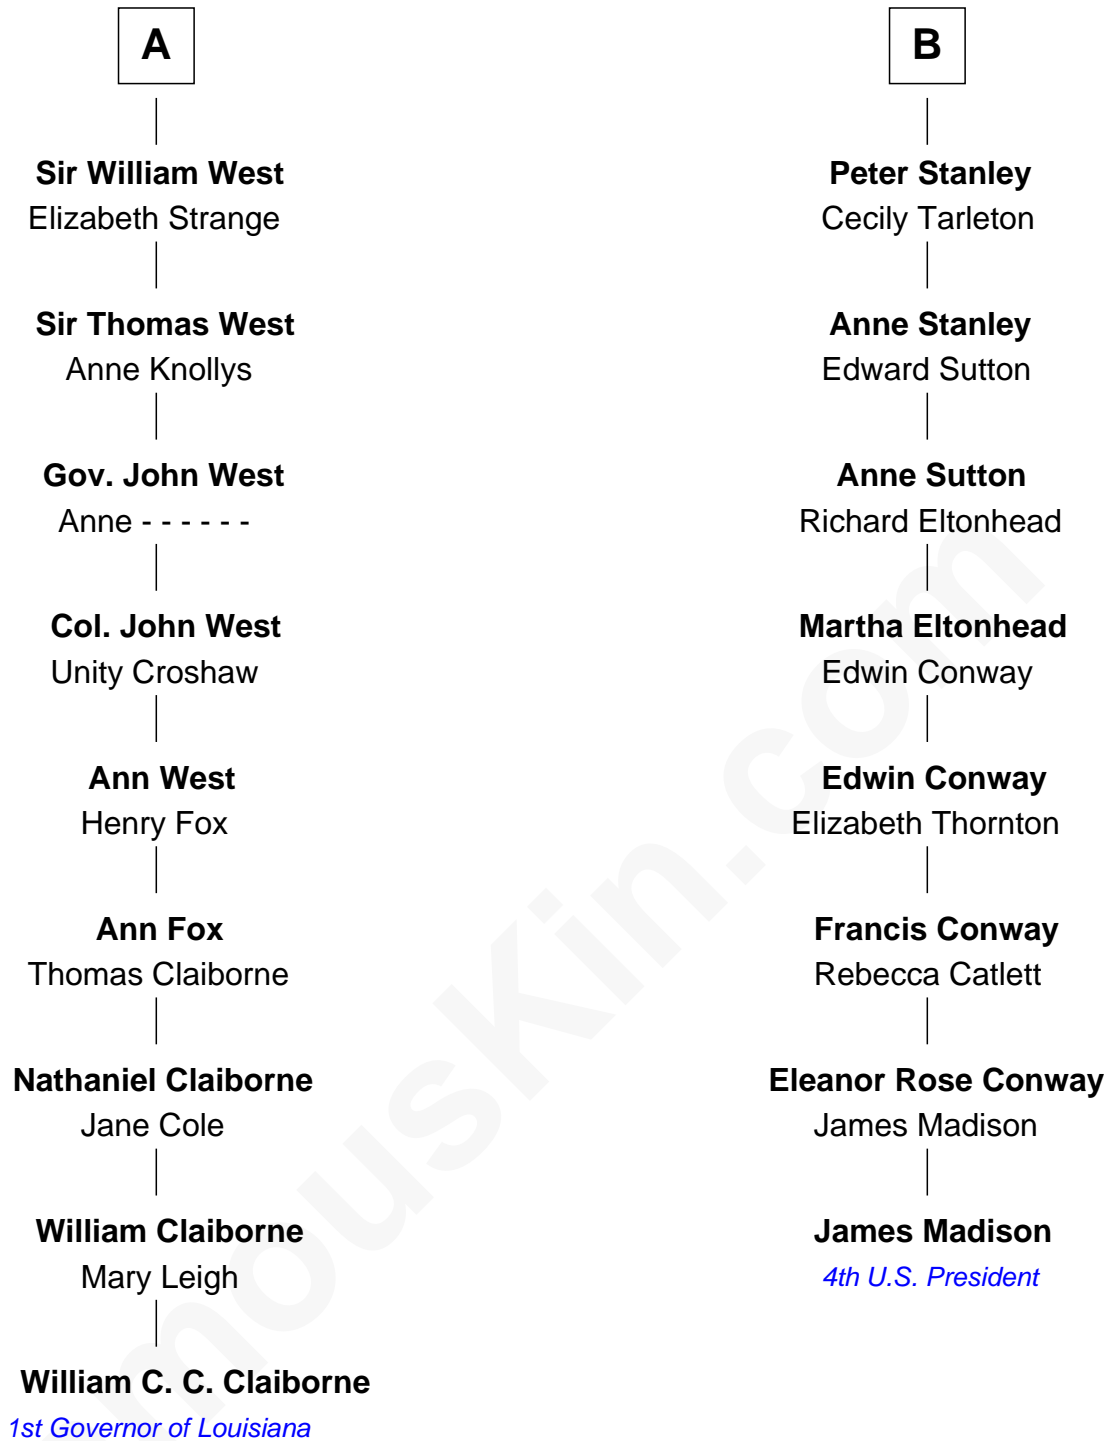 A
Sir William West
Elizabeth Strange
Sir Thomas West
Anne Knollys
Gov. John West
Anne - - - - - -
Col. John West
Unity Croshaw
Ann West
Henry Fox
Ann Fox
Thomas Claiborne
Nathaniel Claiborne
Jane Cole
William Claiborne
Mary Leigh
William C. C. Claiborne
1st Governor of Louisiana
B
Peter Stanley
Cecily Tarleton
Anne Stanley
Edward Sutton
Anne Sutton
Richard Eltonhead
Martha Eltonhead
Edwin Conway
Edwin Conway
Elizabeth Thornton
Francis Conway
Rebecca Catlett
Eleanor Rose Conway
James Madison
James Madison
4th U.S. President
mousKin.com